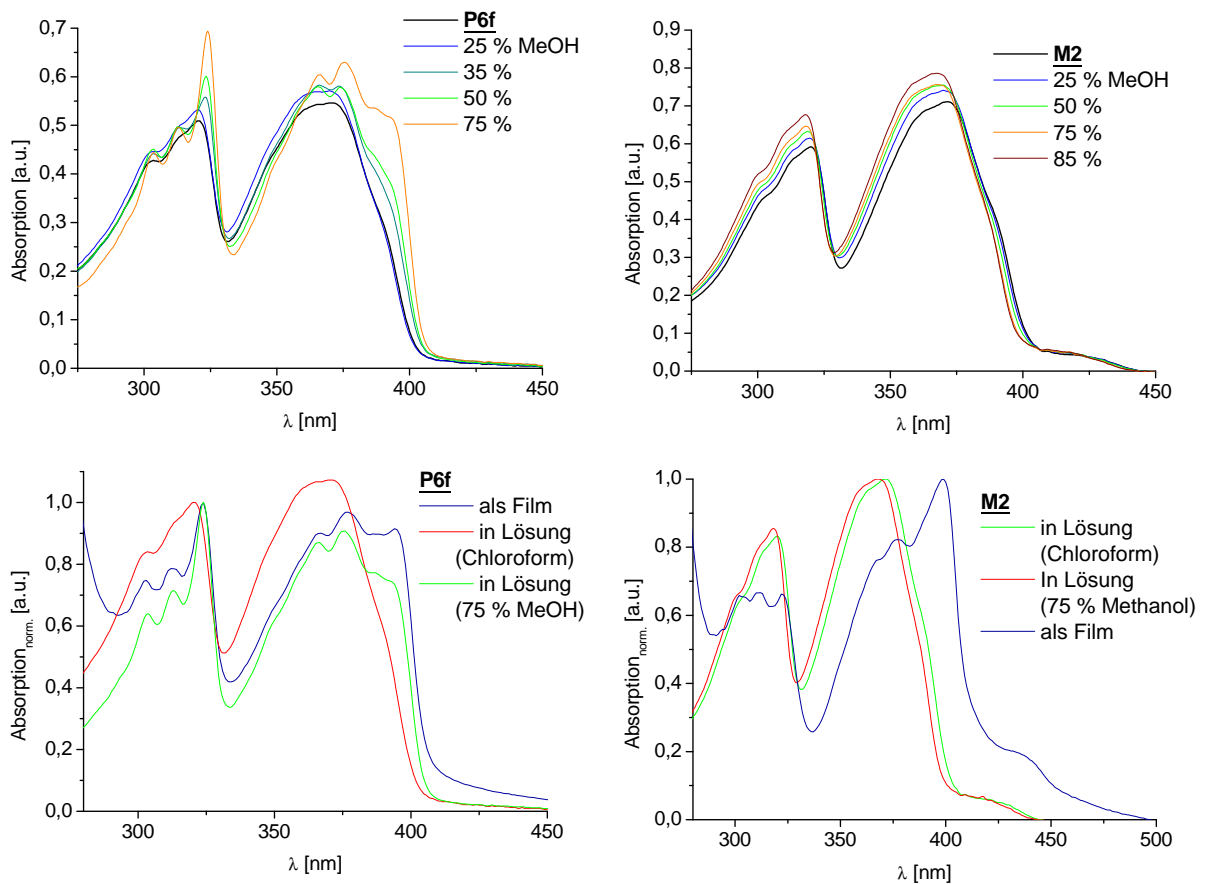 P6f
25 % MeOH
35 %
50 %
75 %
0,7
0,6
0,5
0,4
0,3
0,2
0,1
0,0
300
350
400
450
Absorption [a.u.]
λ [nm]
M2
25 % MeOH
50 %
75 %
85 %
0,9
0,8
0,7
0,6
0,5
0,4
0,3
0,2
0,1
0,0
300
350
400
450
Absorption [a.u.]
λ [nm]
P6f
als Film
in Lösung
(Chloroform)
in Lösung
(75 % MeOH)
1,0
0,8
0,6
0,4
0,2
0,0
300
350
400
450
Absorption norm. [a.u.]
λ [nm]
M2
in Lösung
(Chloroform)
In Lösung
(75 % Methanol)
als Film
1,0
0,8
0,6
0,4
0,2
0,0
300
350
400
450
500
Absorption norm. [a.u.]
λ [nm]